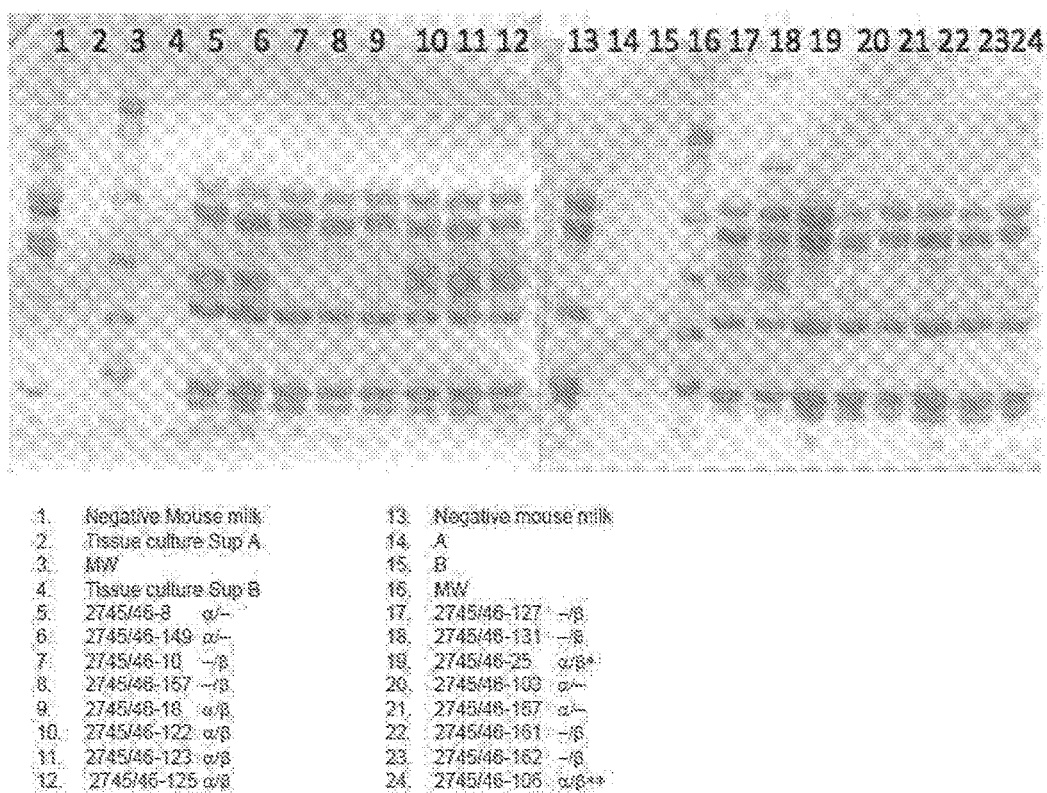 1 2 3 4 5 6 7 8 9 10 11 12 13 14 15 16 17 18 19 20 21 22 23 24
1. Negative Mouse milk
2. Tissue culture Sup A
3. MW
4. Tissue culture Sup B
5. 2745/46-8 α/–
6. 2745/46-149 α/–
7. 2745/46-10 –/β
8. 2745/46-157 –/β
9. 2745/46-16 α/β
10. 2745/46-122 α/β
11. 2745/46-123 α/β
12. 2745/46-125 α/β
13. Negative mouse milk
14. A
15. B
16. MW
17. 2745/46-127 –/β
18. 2745/46-131 –/β
19. 2745/46-25 α/β+
20. 2745/46-103 α/–
21. 2745/46-167 α/–
22. 2745/46-161 –/β
23. 2745/46-162 –/β
24. 2745/46-106 α/β++